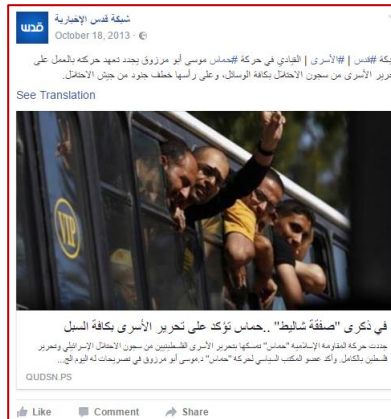 قدس
شبكة قدس الإخبارية
October 18, 2013 ·
#قدس | #الأسرى | القيادي في حركة #حماس موسى أبو مرزوق يجدد تعهد حركته بالعمل على
تحرير الأسرى من سجون الاحتلال بكافة الوسائل، وعلى رأسها خطف جنود من جيش الاحتلال.
See Translation
VIP
في ذكرى "صفقة شاليط" ..حماس تؤكد على تحرير الأسرى بكافة السبل
جددت حركة المقاومة الإسلامية "حماس" تمسكها بتحرير الأسرى الفلسطينيين من سجون الاحتلال الإسرائيلي وتحرير
فلسطين بالكامل. وأكد عضو المكتب السياسي لحركة "حماس" د.موسى أبو مرزوق في تصريحات له اليوم الج...
QUDSN.PS
Like Comment Share